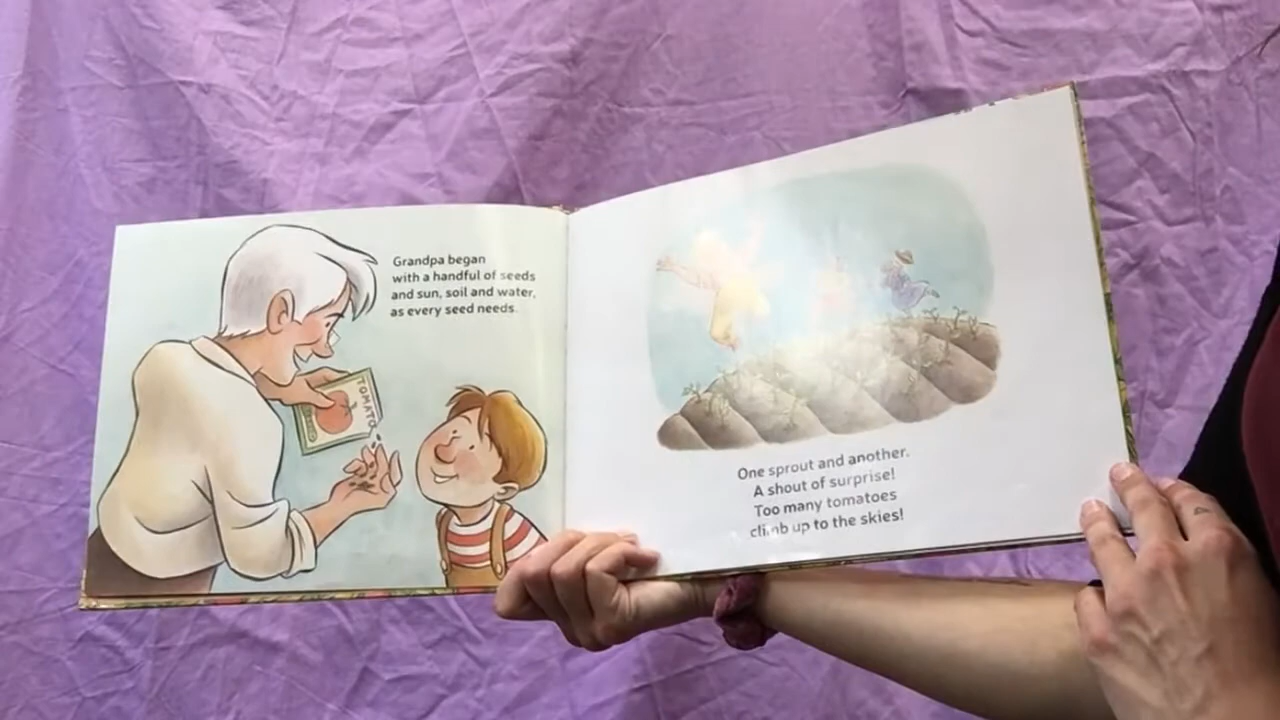 Grandpa began
with a handful of seeds
and sun, soil and water,
as every seed needs.
TOMATO
One sprout and another.
A shout of surprise!
Too many tomatoes
climb up to the skies!